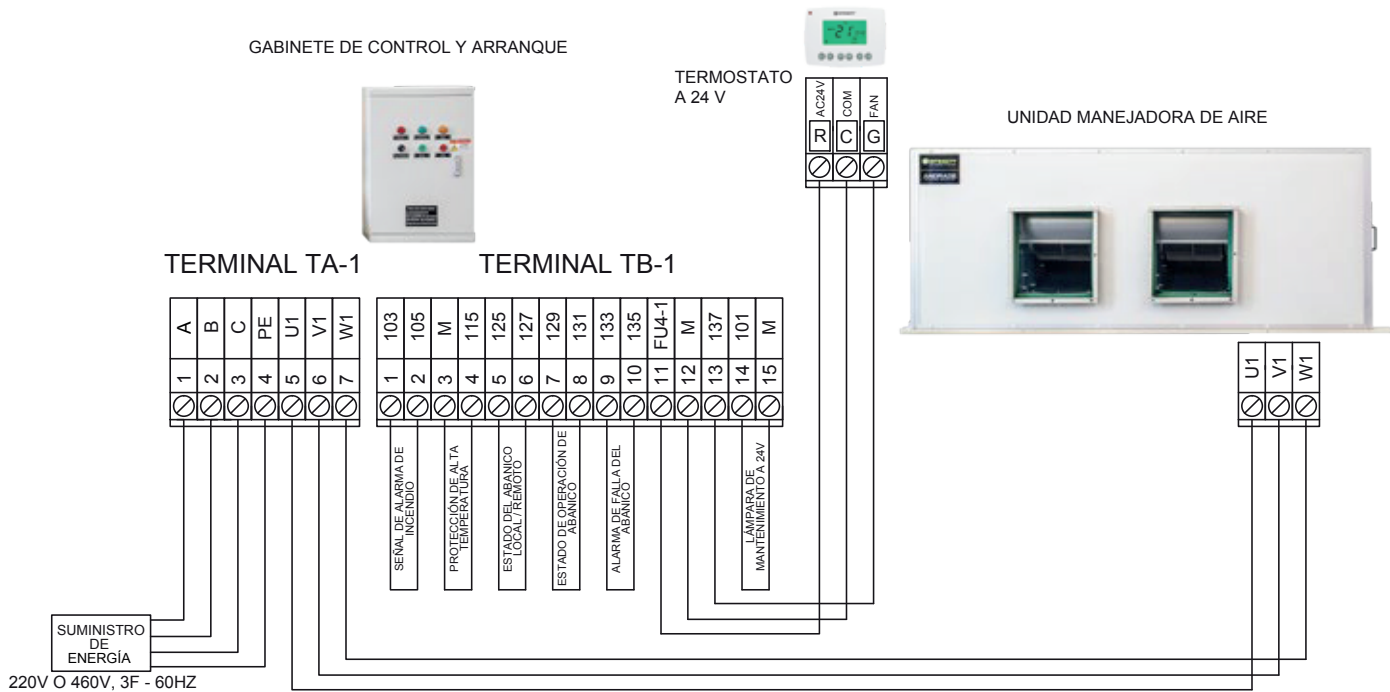 GABINETE DE CONTROL Y ARRANQUE
TERMOSTATO
A 24 V
AC24V
COM
FAN
R
C
G
UNIDAD MANEJADORA DE AIRE
TERMINAL TA-1
A
B
C
PE
U1
V1
W1
1
2
3
4
5
6
7
TERMINAL TB-1
103
105
M
115
125
127
129
131
133
135
FU4-1
M
137
101
M
1
2
3
4
5
6
7
8
9
10
11
12
13
14
15
U1
V1
W1
SEÑAL DE ALARMA DE
INCENDIO
PROTECCIÓN DE ALTA
TEMPERATURA
ESTADO DEL ABANICO
LOCAL / REMOTO
ESTADO DE OPERACIÓN DE
ABANICO
ALARMA DE FALLA DEL
ABANICO
LÁMPARA DE
MANTENIMIENTO A 24V
SUMINISTRO
DE
ENERGÍA
220V O 460V, 3F - 60HZ